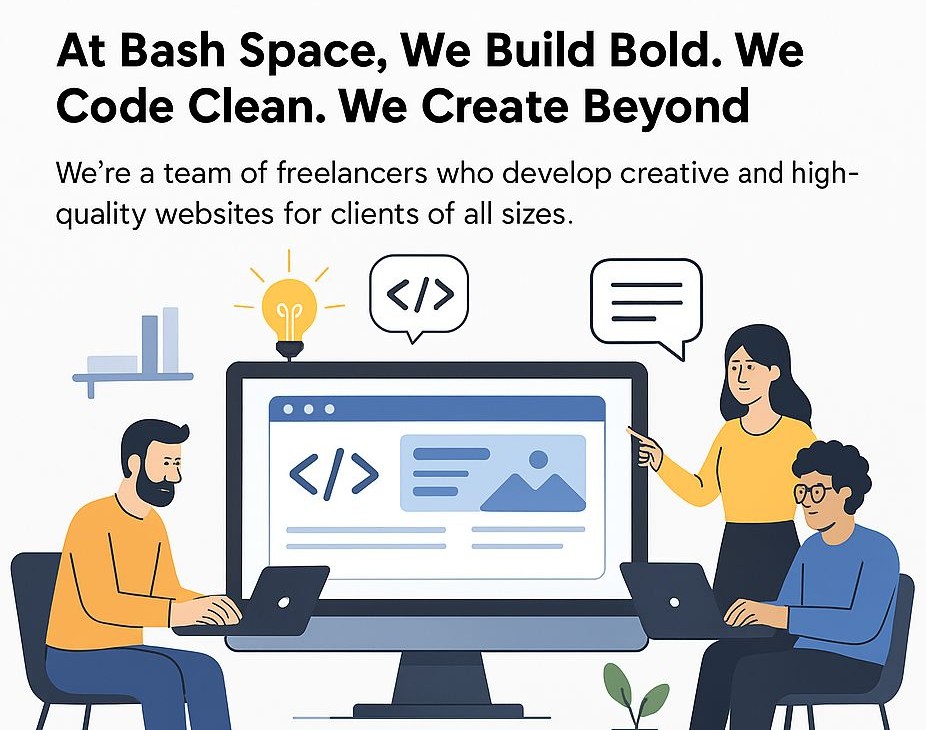 At Bash Space, We Build Bold. We
Code Clean. We Create Beyond
We’re a team of freelancers who develop creative and high-
quality websites for clients of all sizes.
</>
</>